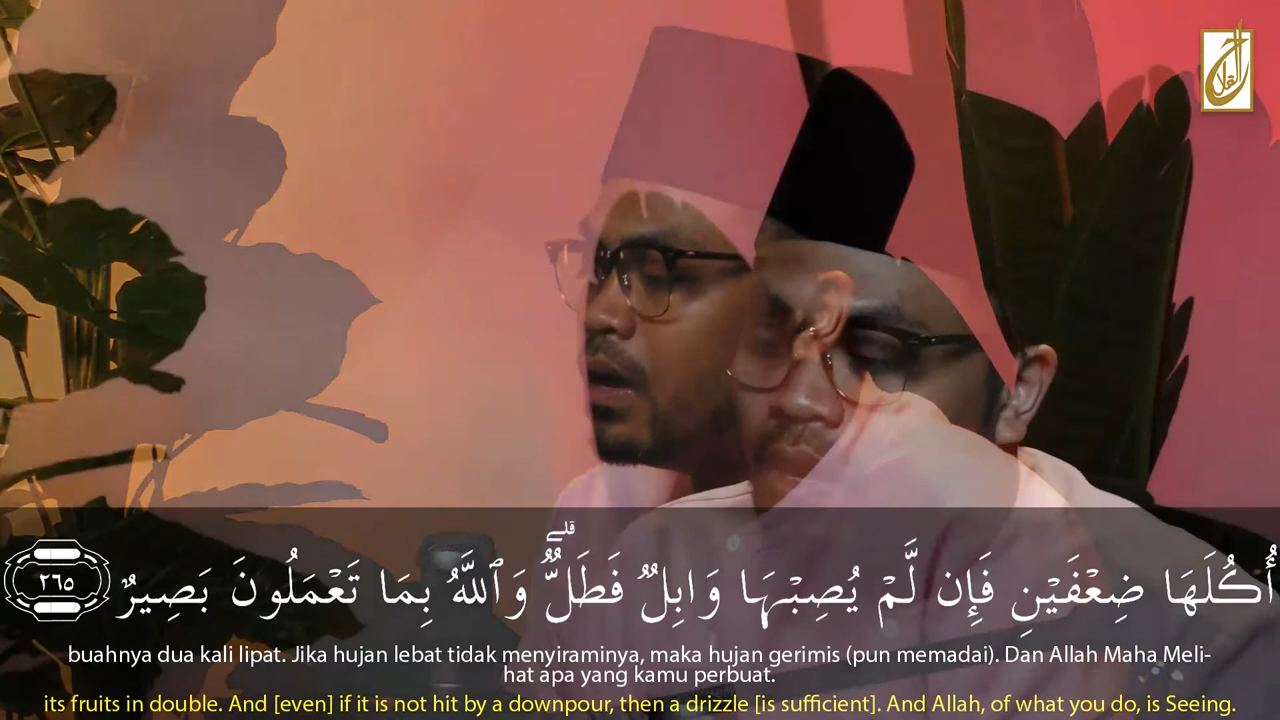 أُكُلَهَا ضِعْفَيْنِ فَإِن لَّمْ يُصِبْهَا وَابِلٌ فَطَلٌّ ۗ وَٱللَّهُ بِمَا تَعْمَلُونَ بَصِيرٌ ٢٦٥
buahnya dua kali lipat. Jika hujan lebat tidak menyiraminya, maka hujan gerimis (pun memadai). Dan Allah Maha Meli-
hat apa yang kamu perbuat.
its fruits in double. And [even] if it is not hit by a downpour, then a drizzle [is sufficient]. And Allah, of what you do, is Seeing.